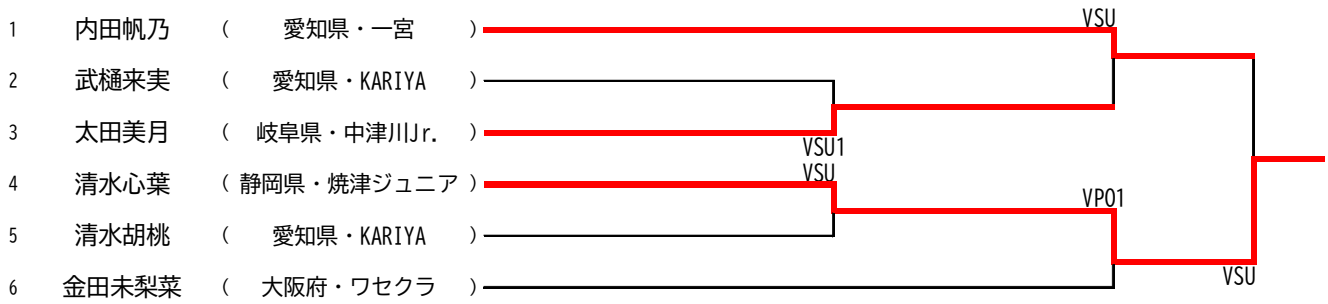 VSU
1 内田帆乃 ( 愛知県・一宮 )
2 武樋来実 ( 愛知県・KARIYA )
3 太田美月 ( 岐阜県・中津川Jr. )
VSU1
VSU
4 清水心葉 ( 静岡県・焼津ジュニア )
VPO1
5 清水胡桃 ( 愛知県・KARIYA )
VSU
6 金田未梨菜 ( 大阪府・ワセクラ )